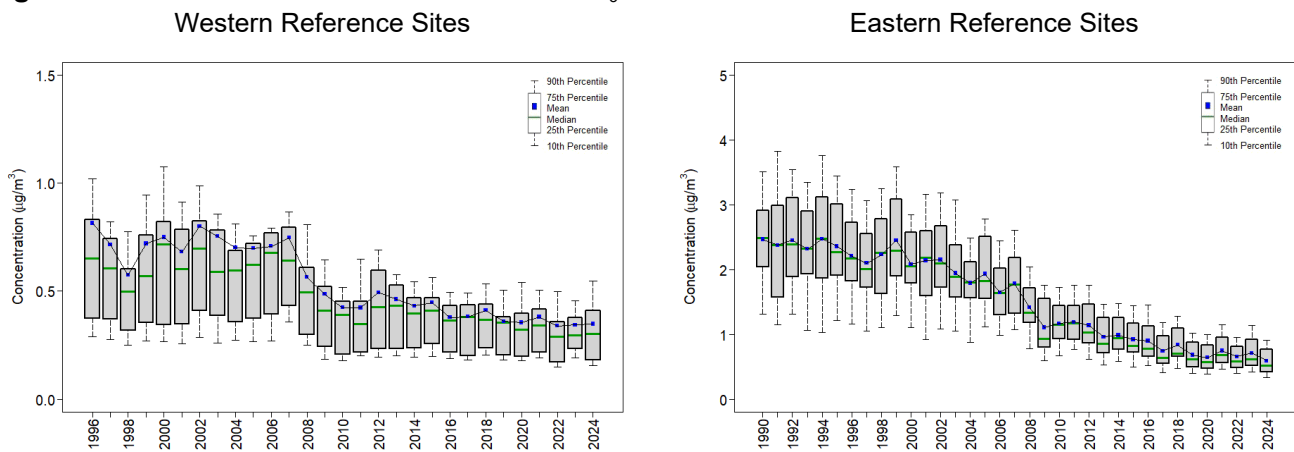 Western Reference Sites
Eastern Reference Sites
1.5
1.0
0.5
0.0
Concentration (µg/m³)
90th Percentile
75th Percentile
Mean
Median
25th Percentile
10th Percentile
1996
1998
2000
2002
2004
2006
2008
2010
2012
2014
2016
2018
2020
2022
2024
5
4
3
2
1
0
Concentration (µg/m³)
90th Percentile
75th Percentile
Mean
Median
25th Percentile
10th Percentile
1990
1992
1994
1996
1998
2000
2002
2004
2006
2008
2010
2012
2014
2016
2018
2020
2022
2024